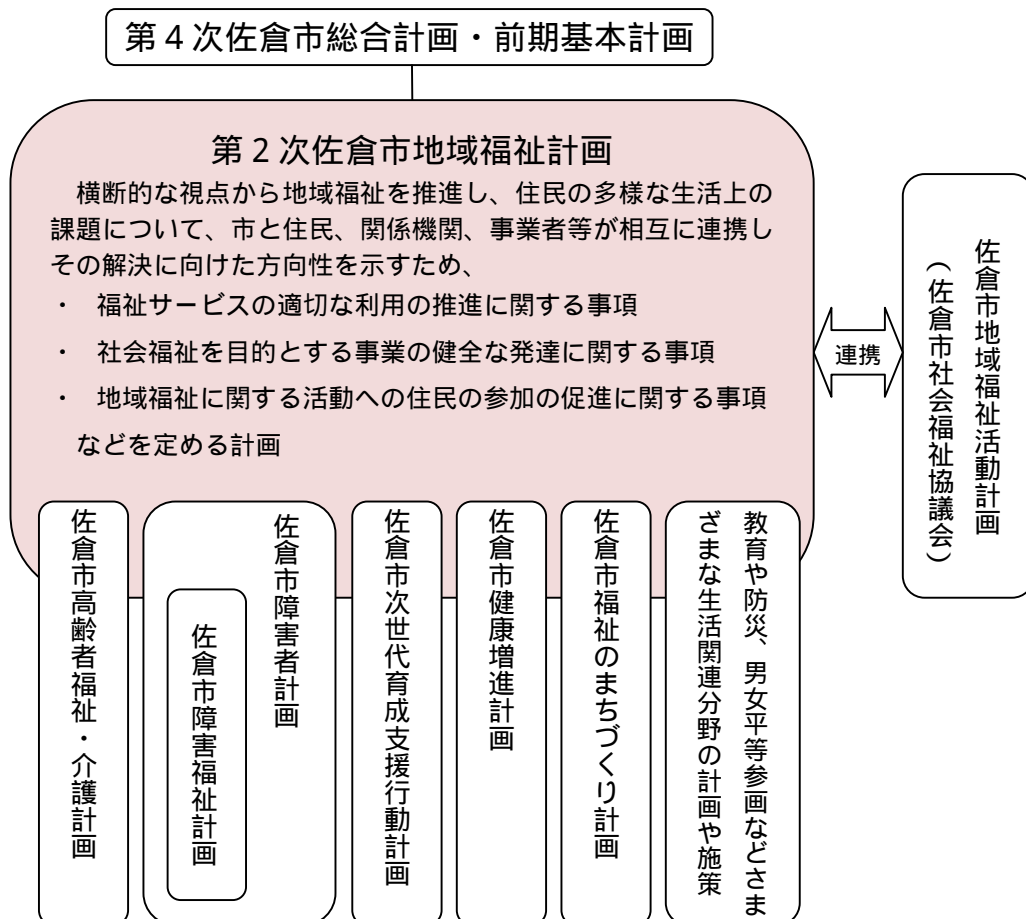 第４次佐倉市総合計画・前期基本計画
第２次佐倉市地域福祉計画
横断的な視点から地域福祉を推進し、住民の多様な生活上の
課題について、市と住民、関係機関、事業者等が相互に連携し
その解決に向けた方向性を示すため、
・ 福祉サービスの適切な利用の推進に関する事項
・ 社会福祉を目的とする事業の健全な発達に関する事項
・ 地域福祉に関する活動への住民の参加の促進に関する事項
などを定める計画
連携
佐倉市地域福祉活動計画
（佐倉市社会福祉協議会）
佐倉市高齢者福祉・介護計画
佐倉市障害者計画
佐倉市障害福祉計画
佐倉市次世代育成支援行動計画
佐倉市健康増進計画
佐倉市福祉のまちづくり計画
教育や防災、男女平等参画などさま
ざまな生活関連分野の計画や施策